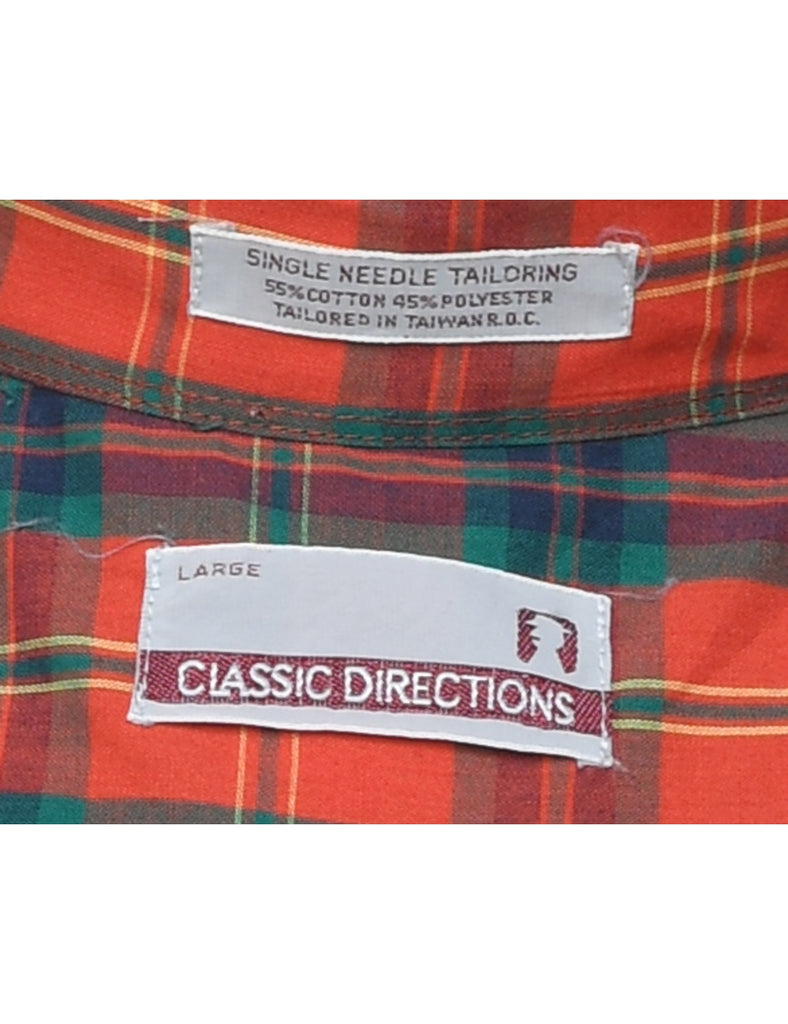 SINGLE NEEDLE TAILORING
55% COTTON 45% POLYESTER
TAILORED IN TAIWAN R.O.C.
LARGE
CLASSIC DIRECTIONS